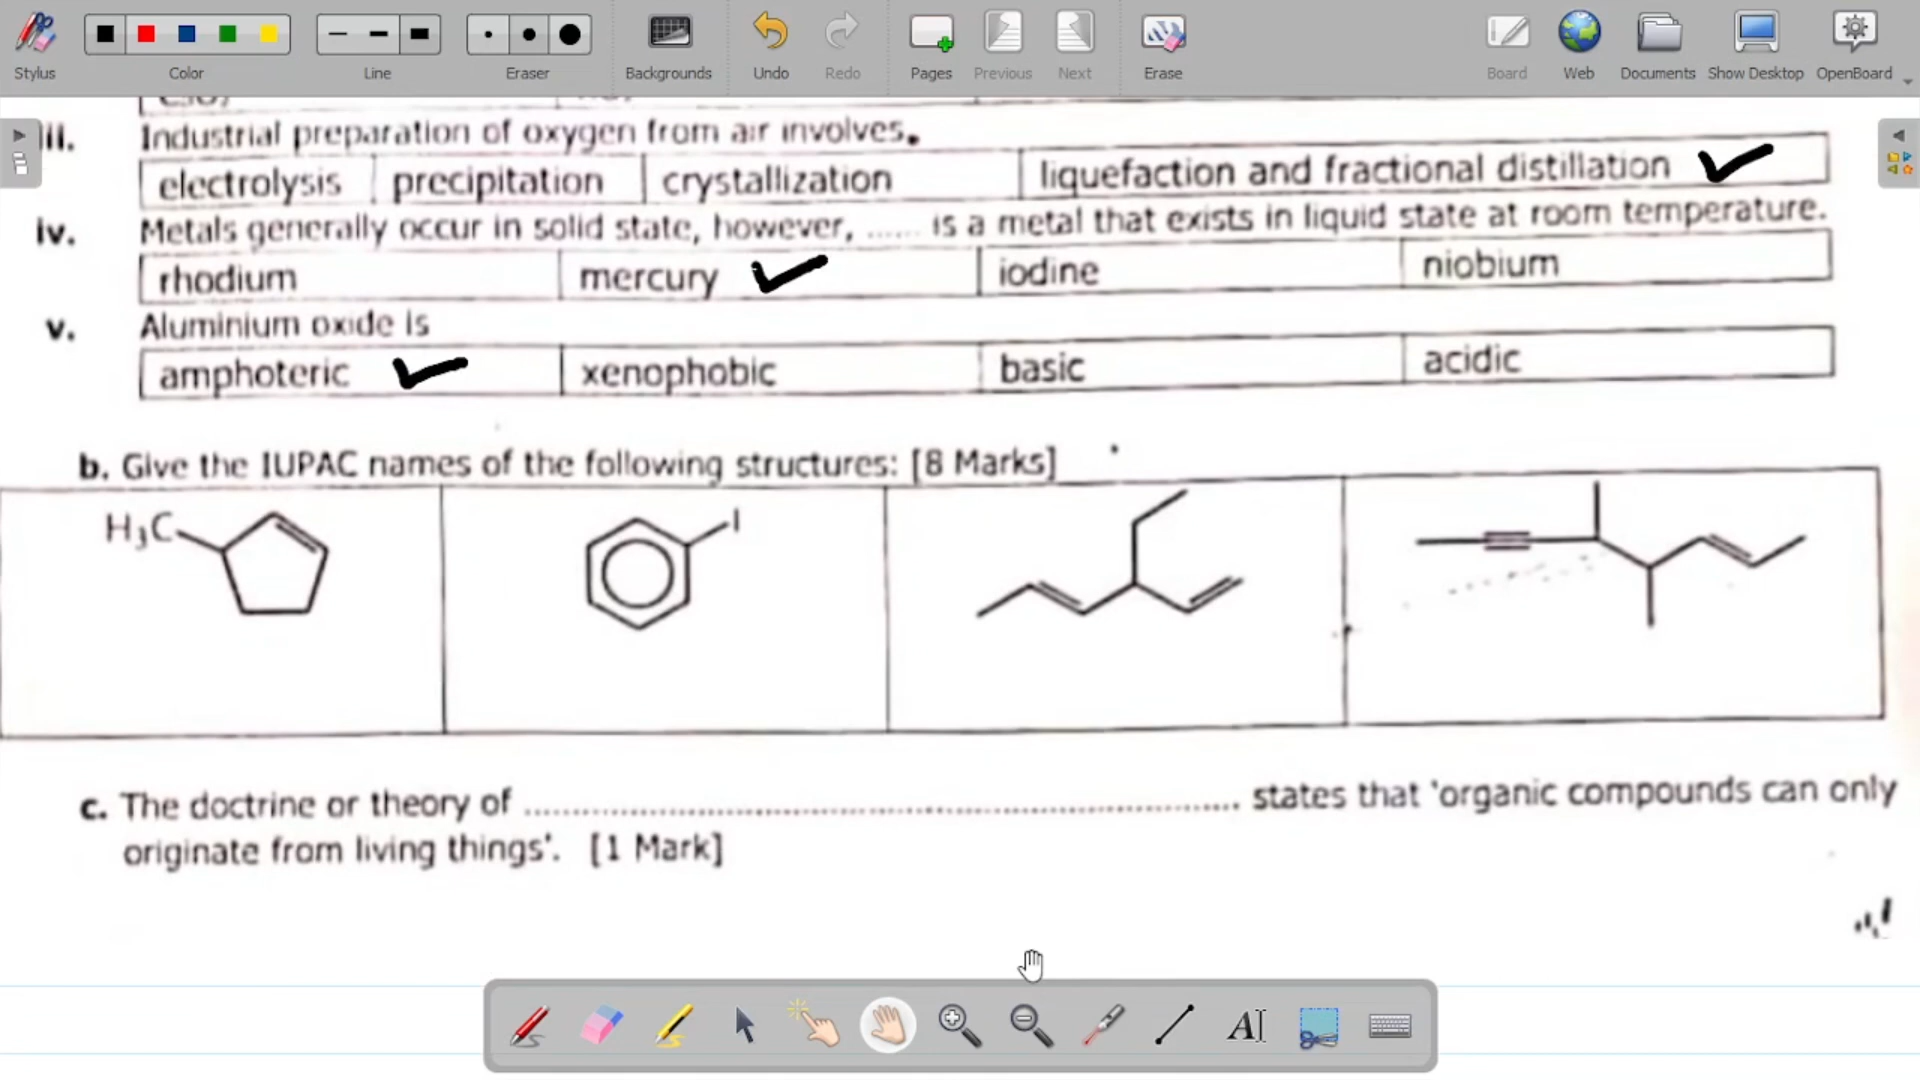 Stylus
Color
Line
Eraser
Backgrounds
Undo
Redo
Pages
Previous
Next
Erase
Board
Web
Documents
Show Desktop
OpenBoard
iii. Industrial preparation of oxygen from air involves.
electrolysis precipitation crystallization liquefaction and fractional distillation
iv. Metals generally occur in solid state, however, ...... is a metal that exists in liquid state at room temperature.
rhodium mercury iodine niobium
v. Aluminium oxide is
amphoteric xenophobic basic acidic
b. Give the IUPAC names of the following structures: [8 Marks]
H₃C
I
c. The doctrine or theory of ........................................................................ states that 'organic compounds can only
originate from living things'. [1 Mark]
AI